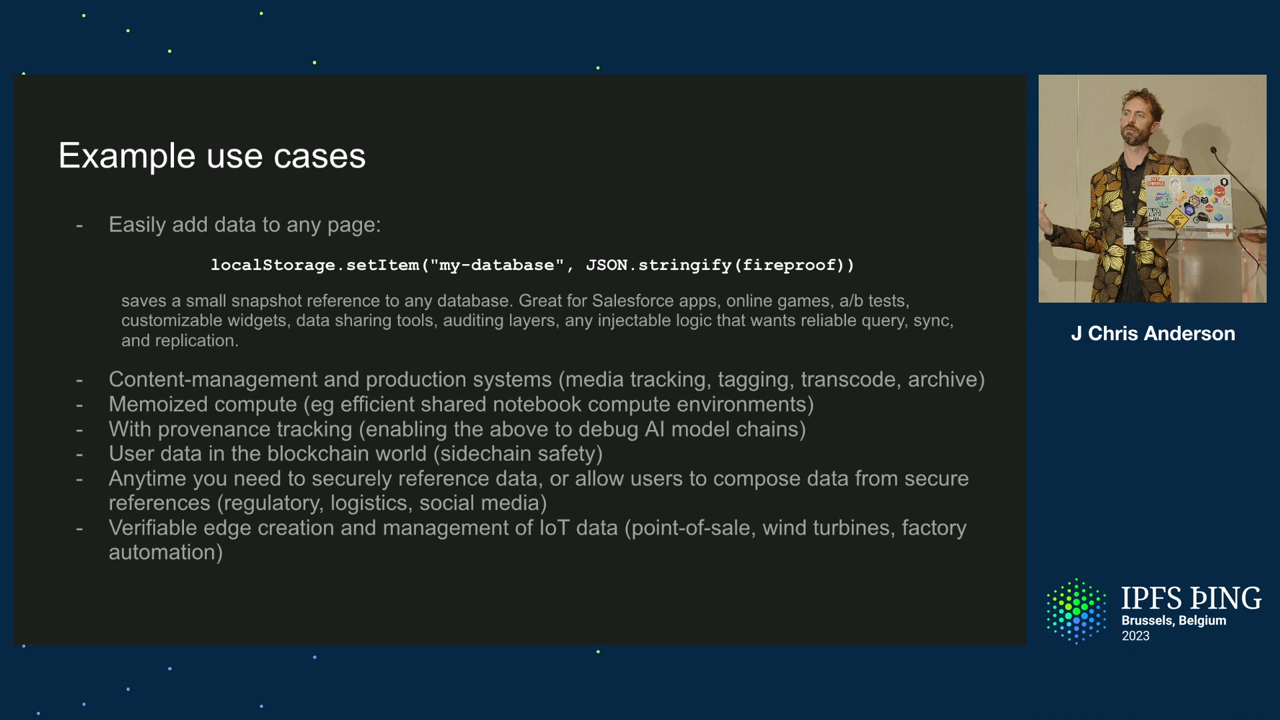 Example use cases
- Easily add data to any page:
localStorage.setItem("my-database", JSON.stringify(fireproof))
saves a small snapshot reference to any database. Great for Salesforce apps, online games, a/b tests,
customizable widgets, data sharing tools, auditing layers, any injectable logic that wants reliable query, sync,
and replication.
- Content-management and production systems (media tracking, tagging, transcode, archive)
- Memoized compute (eg efficient shared notebook compute environments)
- With provenance tracking (enabling the above to debug AI model chains)
- User data in the blockchain world (sidechain safety)
- Anytime you need to securely reference data, or allow users to compose data from secure
references (regulatory, logistics, social media)
- Verifiable edge creation and management of IoT data (point-of-sale, wind turbines, factory
automation)
J Chris Anderson
IPFS ÞING
Brussels, Belgium
2023